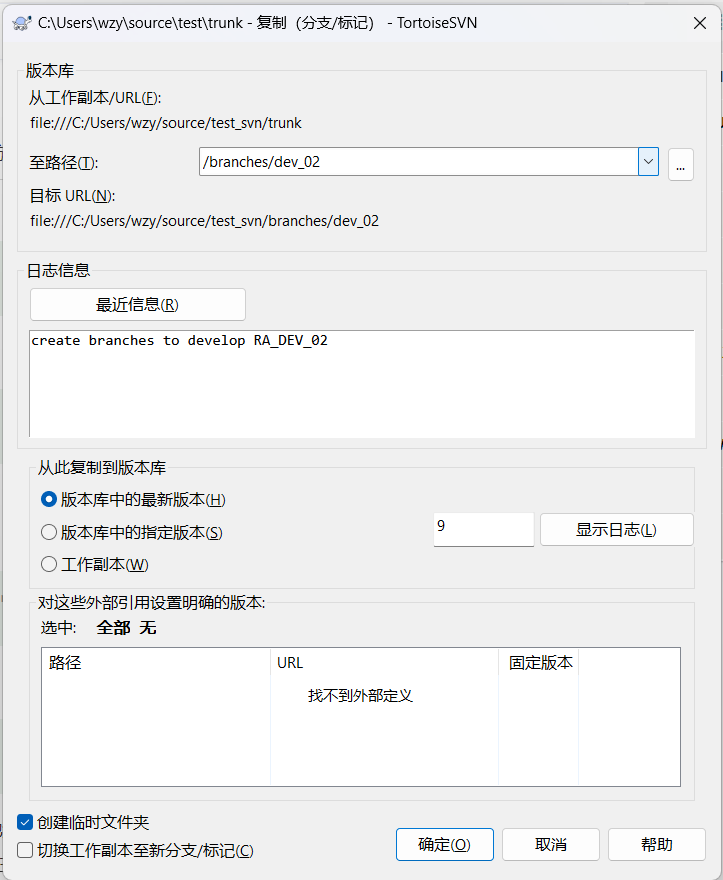 C:\Users\wzy\source\test\trunk - 复制（分支/标记） - TortoiseSVN
版本库
从工作副本/URL(F):
file:///C:/Users/wzy/source/test_svn/trunk
至路径(T):
/branches/dev_02
...
目标 URL(N):
file:///C:/Users/wzy/source/test_svn/branches/dev_02
日志信息
最近信息(R)
create branches to develop RA_DEV_02
从此复制到版本库
版本库中的最新版本(H)
版本库中的指定版本(S)
9
显示日志(L)
工作副本(W)
对这些外部引用设置明确的版本:
选中: 全部 无
路径 URL 固定版本
找不到外部定义
创建临时文件夹
切换工作副本至新分支/标记(C)
确定(O) 取消 帮助